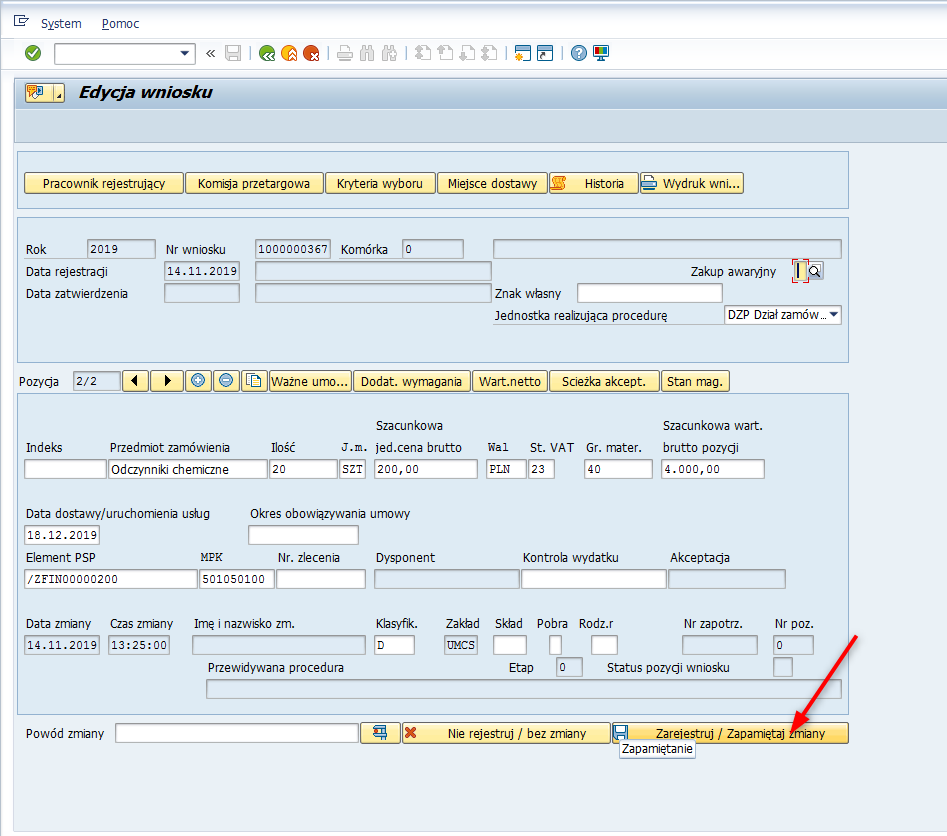 System Pomoc
«
Edycja wniosku
Pracownik rejestrujący Komisja przetargowa Kryteria wyboru Miejsce dostawy Historia Wydruk wni...
Rok 2019 Nr wniosku 1000000367 Komórka 0
Data rejestracji 14.11.2019 Zakup awaryjny
Data zatwierdzenia Znak własny
Jednostka realizująca procedurę DZP Dział zamów...
Pozycja 2/2 Ważne umo... Dodat. wymagania Wart.netto Scieżka akcept. Stan mag.
Szacunkowa Szacunkowa wart.
Indeks Przedmiot zamówienia Ilość J.m. jed.cena brutto Wal St. VAT Gr. mater. brutto pozycji
Odczynniki chemiczne 20 SZT 200,00 PLN 23 40 4.000,00
Data dostawy/uruchomienia usług Okres obowiązywania umowy
18.12.2019
Element PSP MPK Nr. zlecenia Dysponent Kontrola wydatku Akceptacja
/ZFIN00000200 501050100
Data zmiany Czas zmiany Imę i nazwisko zm. Klasyfik. Zakład Skład Pobra Rodz.r Nr zapotrz. Nr poz.
14.11.2019 13:25:00 D UMCS 0
Przewidywana procedura Etap 0 Status pozycji wniosku
Powód zmiany Nie rejestruj / bez zmiany Zarejestruj / Zapamiętaj zmiany
Zapamiętanie